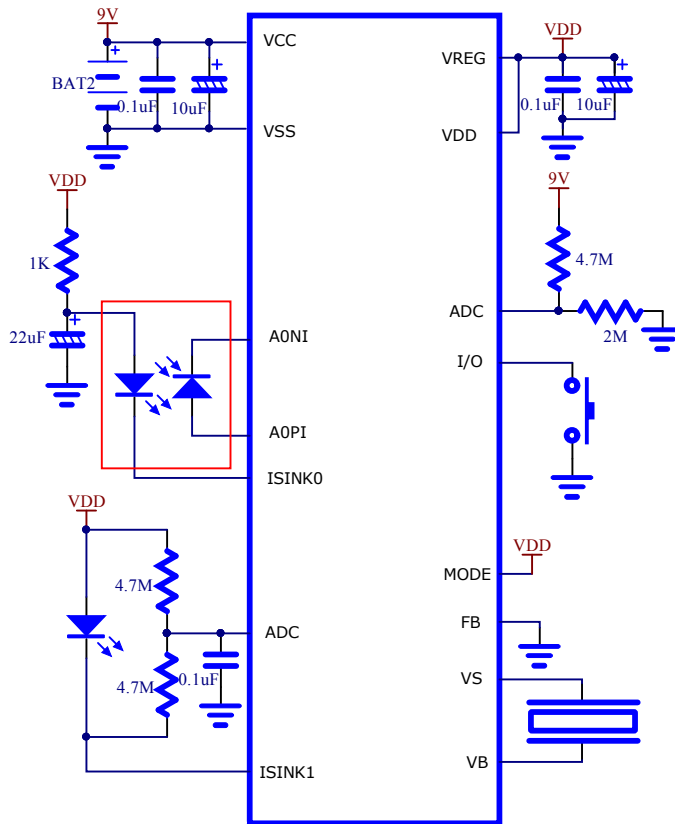 9V
VCC
BAT2
0.1uF
10uF
VSS
VDD
1K
22uF
A0NI
A0PI
ISINK0
VDD
4.7M
ADC
4.7M
0.1uF
ISINK1
VDD
VREG
0.1uF
10uF
VDD
9V
4.7M
ADC
2M
I/O
VDD
MODE
FB
VS
VB